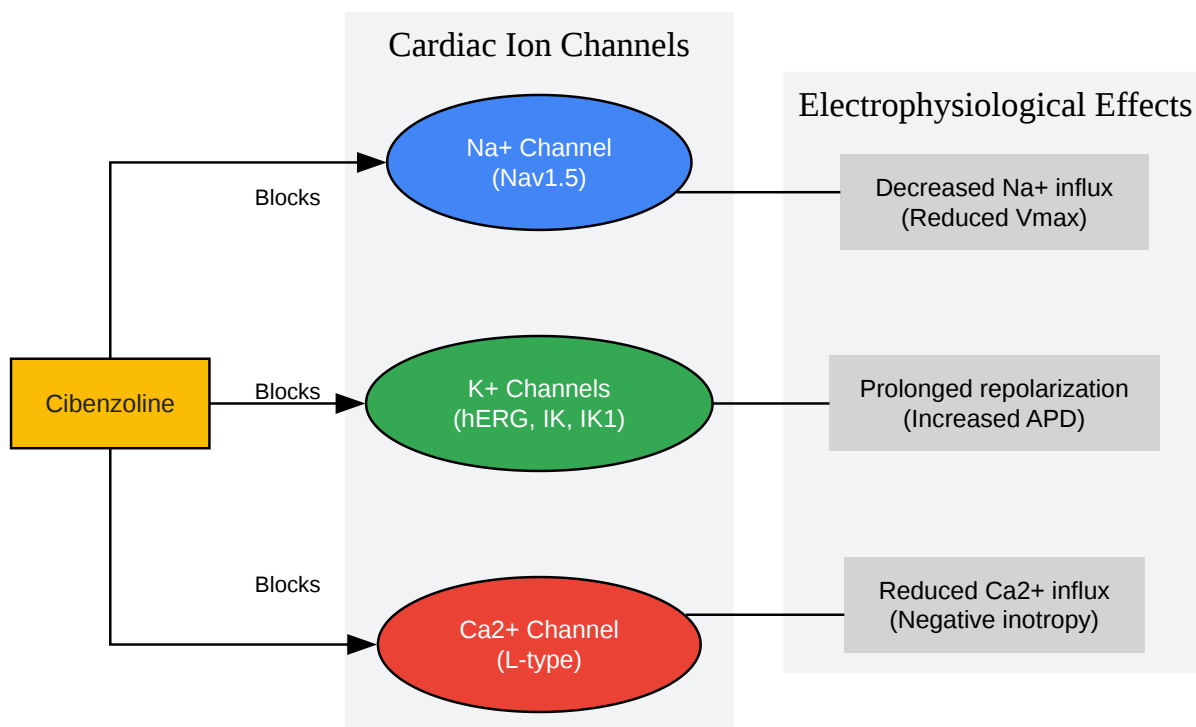 Cardiac Ion Channels
Electrophysiological Effects
Na+ Channel
(Nav1.5)
Blocks
Decreased Na+ influx
(Reduced Vmax)
Cibenzoline
Blocks
K+ Channels
(hERG, IK, IK1)
Prolonged repolarization
(Increased APD)
Blocks
Ca2+ Channel
(L-type)
Reduced Ca2+ influx
(Negative inotropy)